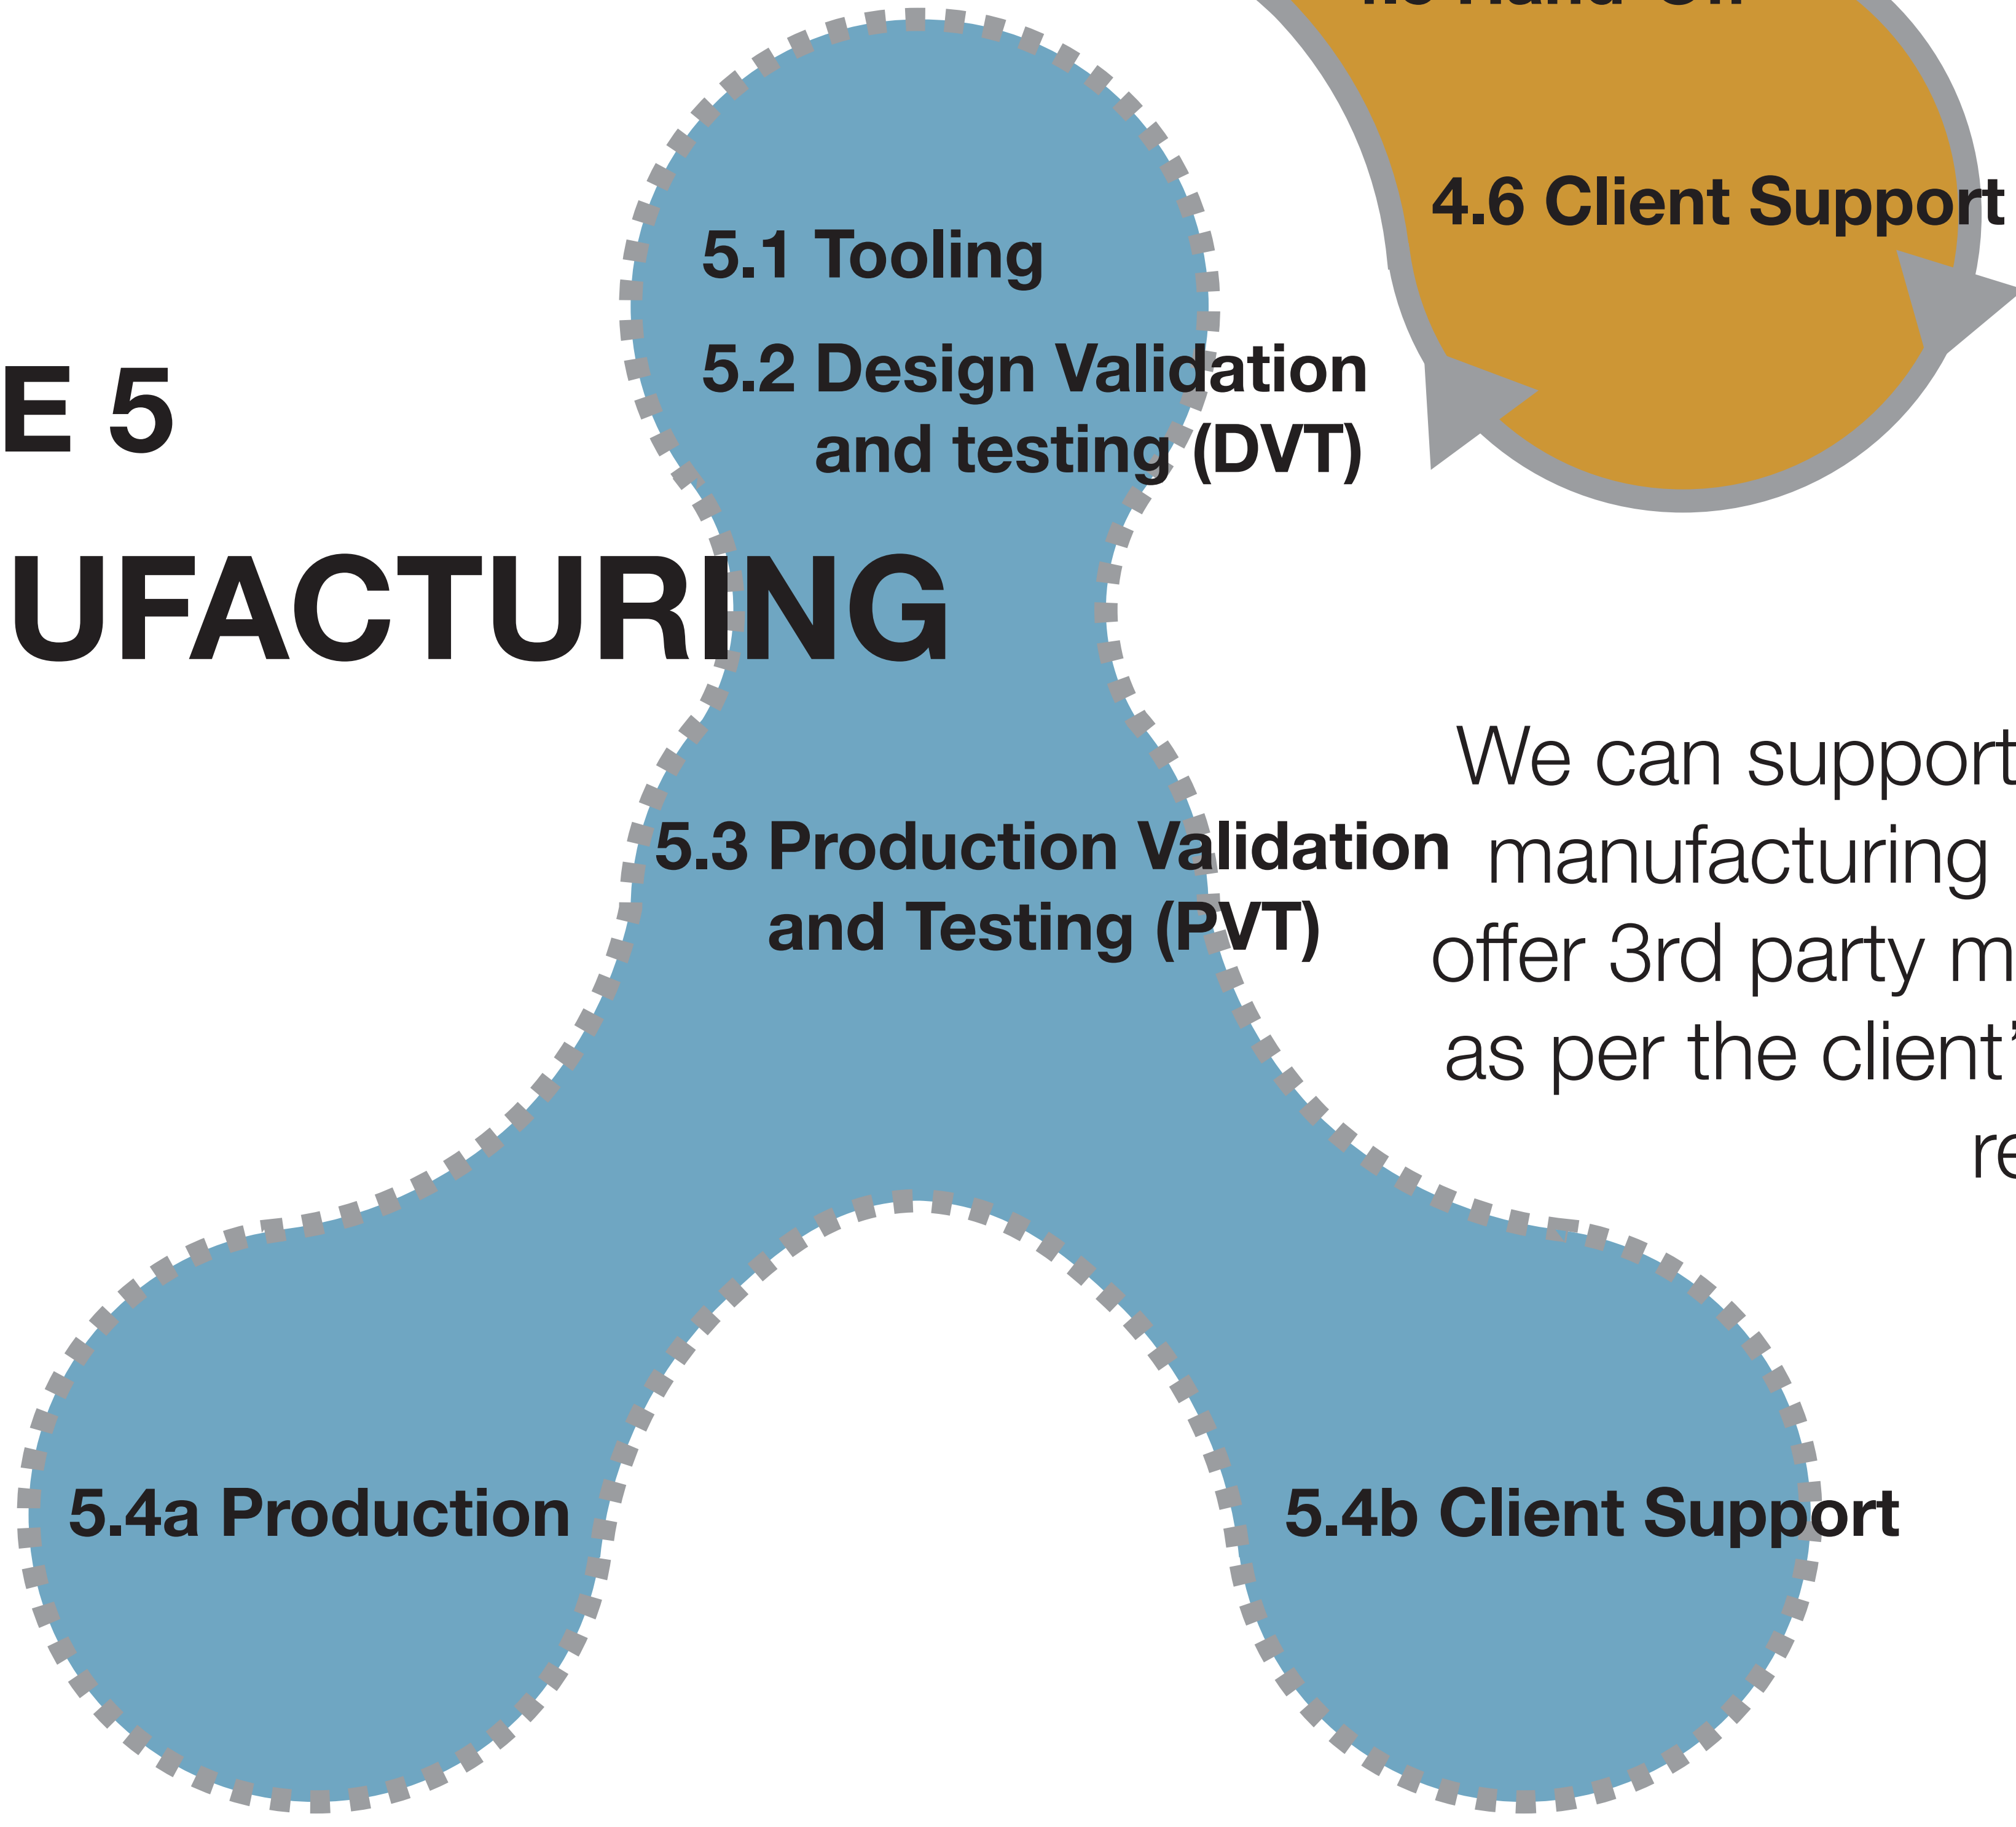 4.6 Client Support
5.1 Tooling
5.2 Design Validation
and testing (DVT)
E 5
UFACTURING
5.3 Production Validation
and Testing (PVT)
We can support
manufacturing
offer 3rd party m
as per the client’
re
5.4a Production
5.4b Client Support